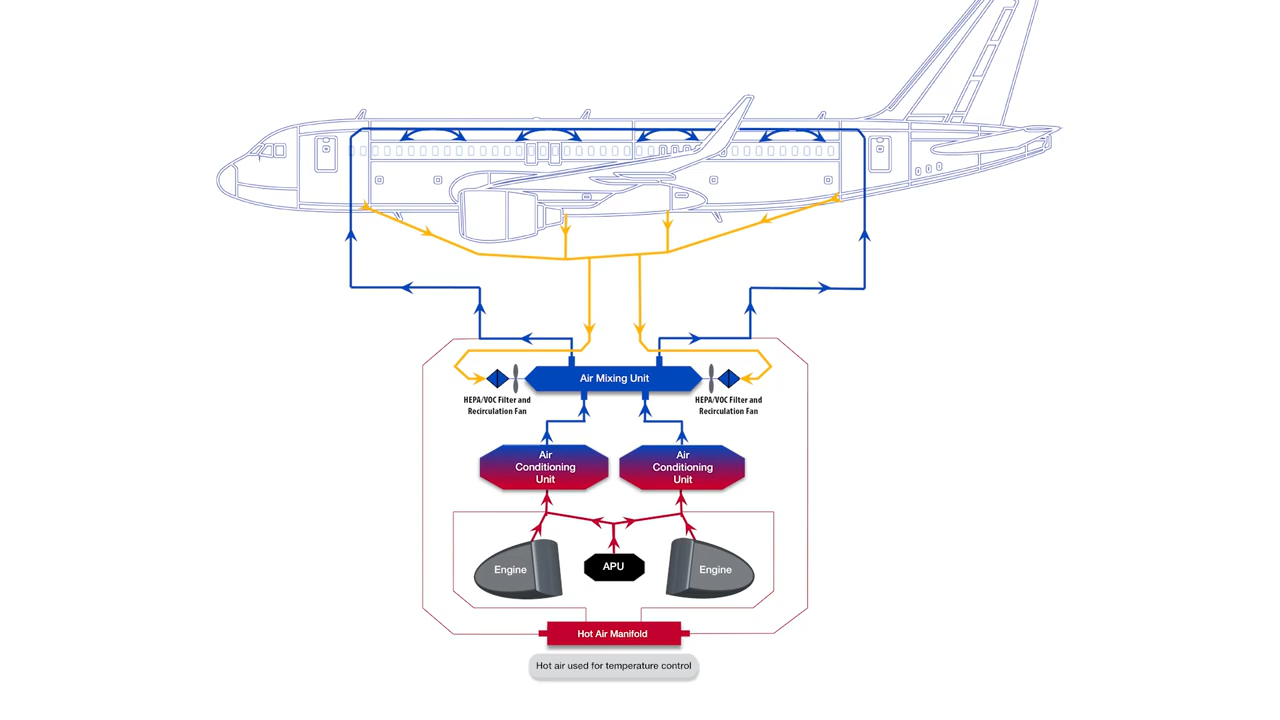 Air Mixing Unit
HEPA/VOC Filter and
Recirculation Fan
HEPA/VOC Filter and
Recirculation Fan
Air
Conditioning
Unit
Air
Conditioning
Unit
Engine
APU
Engine
Hot Air Manifold
Hot air used for temperature control